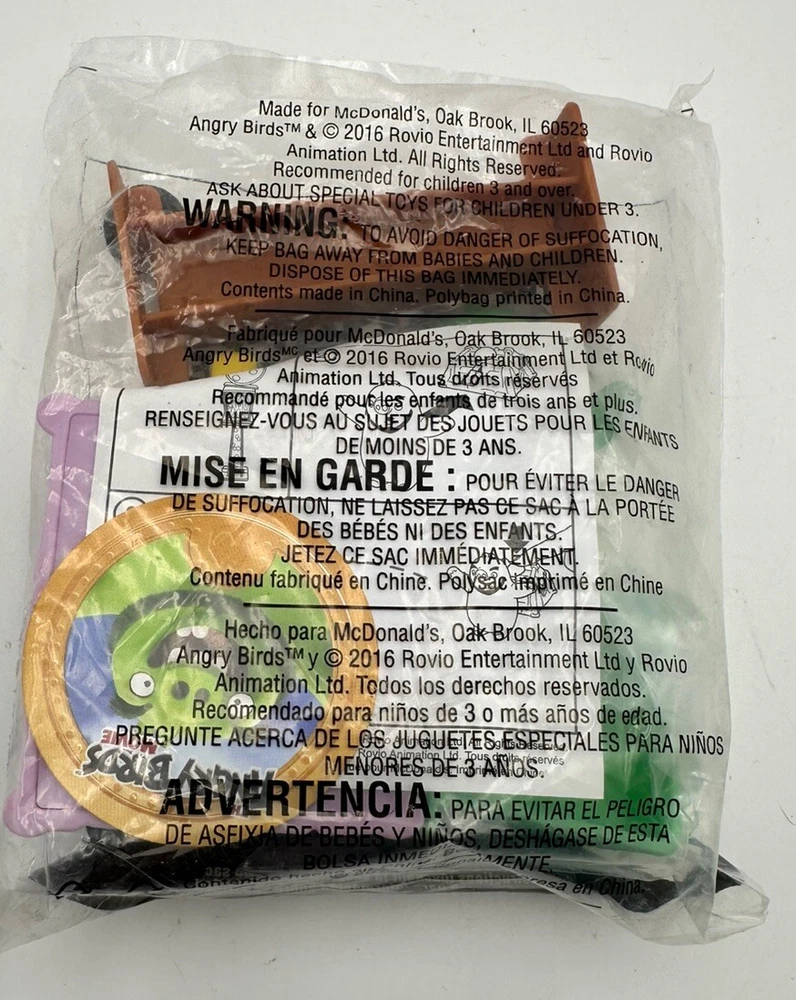 Made for McDonald's, Oak Brook, IL 60523
Angry Birds™ & © 2016 Rovio Entertainment Ltd and Rovio
Animation Ltd. All Rights Reserved.
Recommended for children 3 and over.
ASK ABOUT SPECIAL TOYS FOR CHILDREN UNDER 3.
WARNING: TO AVOID DANGER OF SUFFOCATION,
KEEP BAG AWAY FROM BABIES AND CHILDREN.
DISPOSE OF THIS BAG IMMEDIATELY.
Contents made in China. Polybag printed in China.
Fabriqué pour McDonald's, Oak Brook, IL 60523
Angry Birds ᴹᶜ et © 2016 Rovio Entertainment Ltd et Rovio
Animation Ltd. Tous droits réservés
Recommandé pour les enfants de trois ans et plus.
RENSEIGNEZ-VOUS AU SUJET DES JOUETS POUR LES ENFANTS
DE MOINS DE 3 ANS.
MISE EN GARDE : POUR ÉVITER LE DANGER
DE SUFFOCATION, NE LAISSEZ PAS CE SAC À LA PORTÉE
DES BÉBÉS NI DES ENFANTS.
JETEZ CE SAC IMMÉDIATEMENT.
Contenu fabriqué en Chine. Polysac imprimé en Chine
Hecho para McDonald's, Oak Brook, IL 60523
Angry Birds™ y © 2016 Rovio Entertainment Ltd y Rovio
Animation Ltd. Todos los derechos reservados.
Recomendado para niños de 3 o más años de edad.
PREGUNTE ACERCA DE LOS JUGUETES ESPECIALES PARA NIÑOS
MENORES DE 3 AÑOS.
ADVERTENCIA: PARA EVITAR EL PELIGRO
DE ASFIXIA DE BEBÉS Y NIÑOS, DESHÁGASE DE ESTA
BOLSA
Contenido en China.
ANGRY BIRDS
MOVIE
Rovio Animation Ltd. Tous droits réservés